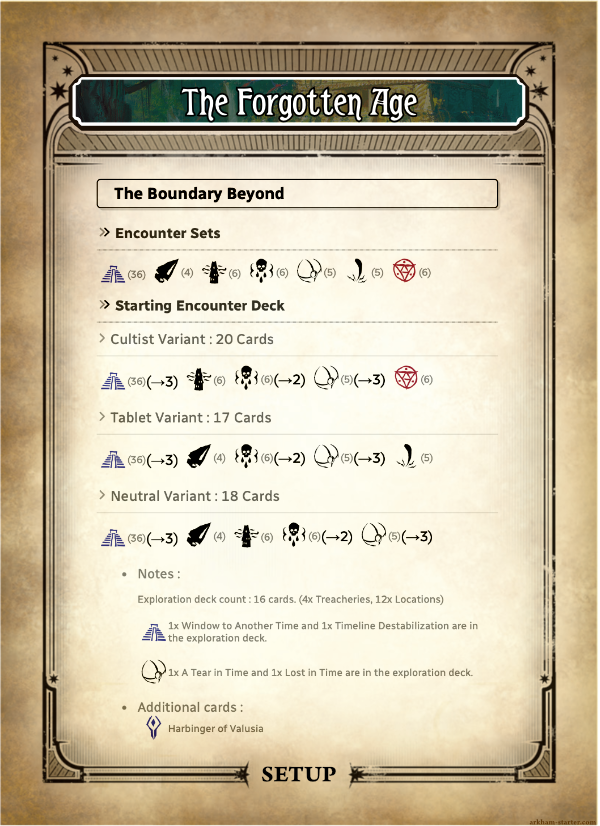 The Forgotten Age
The Boundary Beyond
» Encounter Sets
(36) (4) (6) (6) (5) (5) (6)
» Starting Encounter Deck
> Cultist Variant : 20 Cards
(36)(→3) (6) (6)(→2) (5)(→3) (6)
> Tablet Variant : 17 Cards
(36)(→3) (4) (6)(→2) (5)(→3) (5)
> Neutral Variant : 18 Cards
(36)(→3) (4) (6) (6)(→2) (5)(→3)
• Notes :
Exploration deck count : 16 cards. (4x Treacheries, 12x Locations)
1x Window to Another Time and 1x Timeline Destabilization are in
the exploration deck.
1x A Tear in Time and 1x Lost in Time are in the exploration deck.
• Additional cards :
Harbinger of Valusia
SETUP
arkham-starter.com